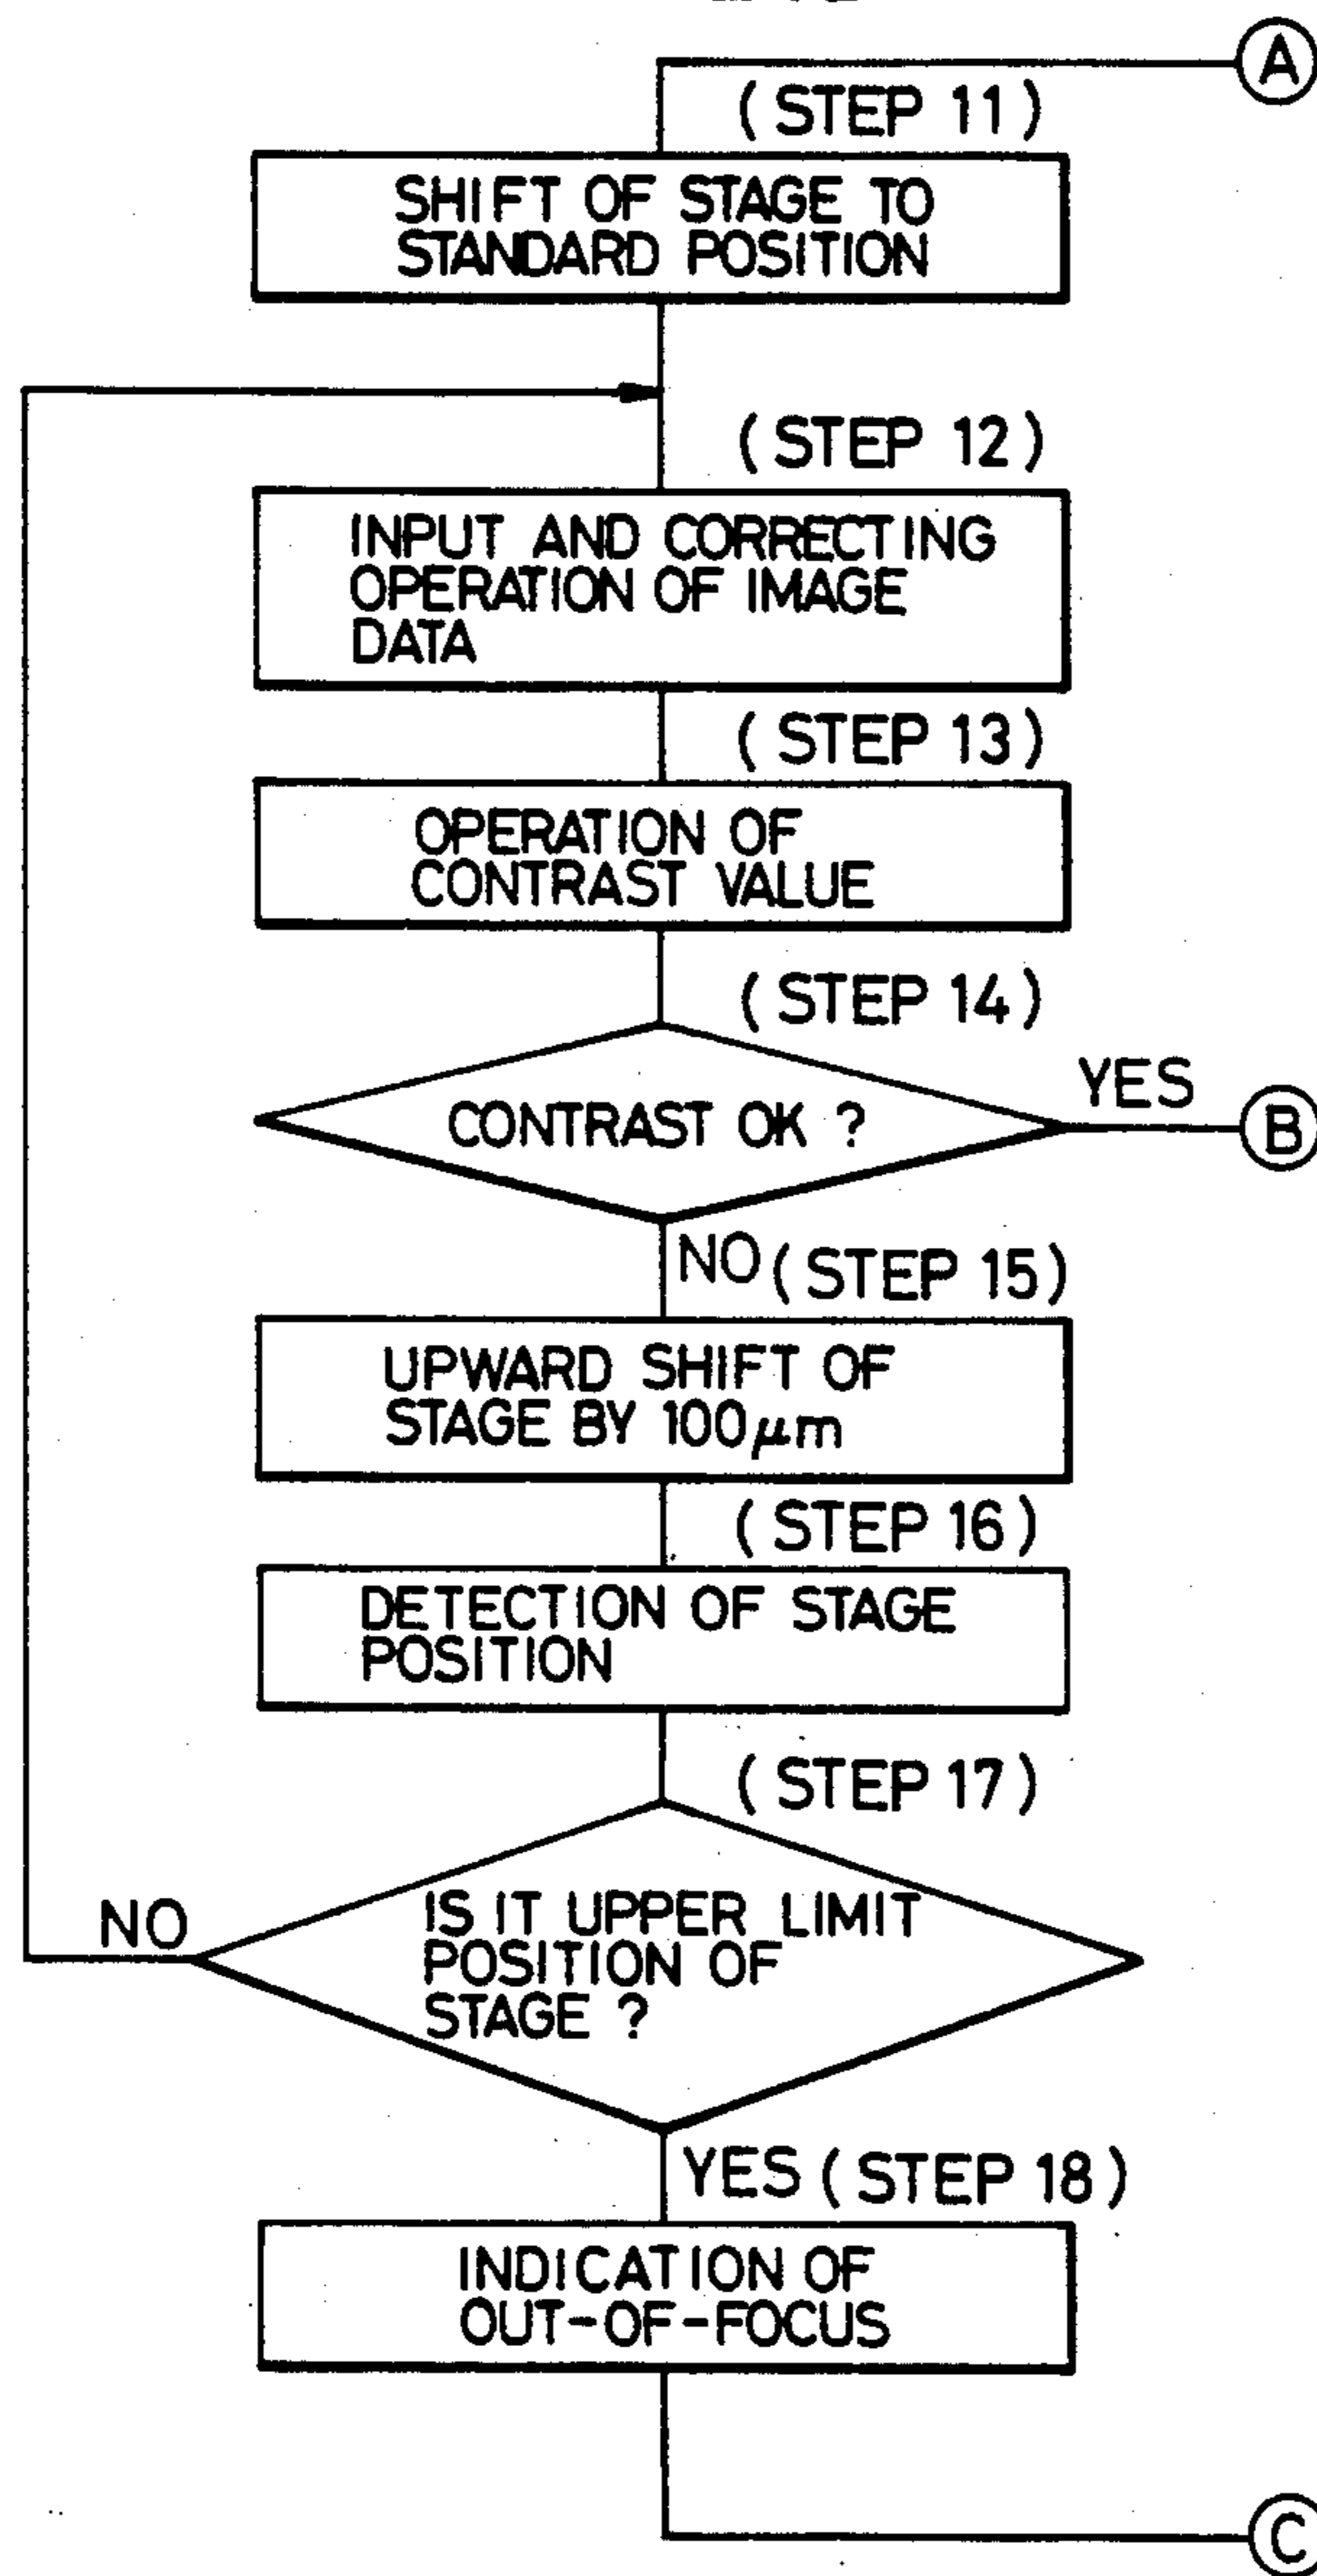 A
( STEP 11 )
SHIFT OF STAGE TO
STANDARD POSITION
( STEP 12 )
INPUT AND CORRECTING
OPERATION OF IMAGE
DATA
( STEP 13 )
OPERATION OF
CONTRAST VALUE
( STEP 14 )
CONTRAST OK ?
YES
B
NO
( STEP 15 )
UPWARD SHIFT OF
STAGE BY 100μm
( STEP 16 )
DETECTION OF STAGE
POSITION
( STEP 17 )
NO
IS IT UPPER LIMIT
POSITION OF
STAGE ?
YES
( STEP 18 )
INDICATION OF
OUT-OF-FOCUS
C